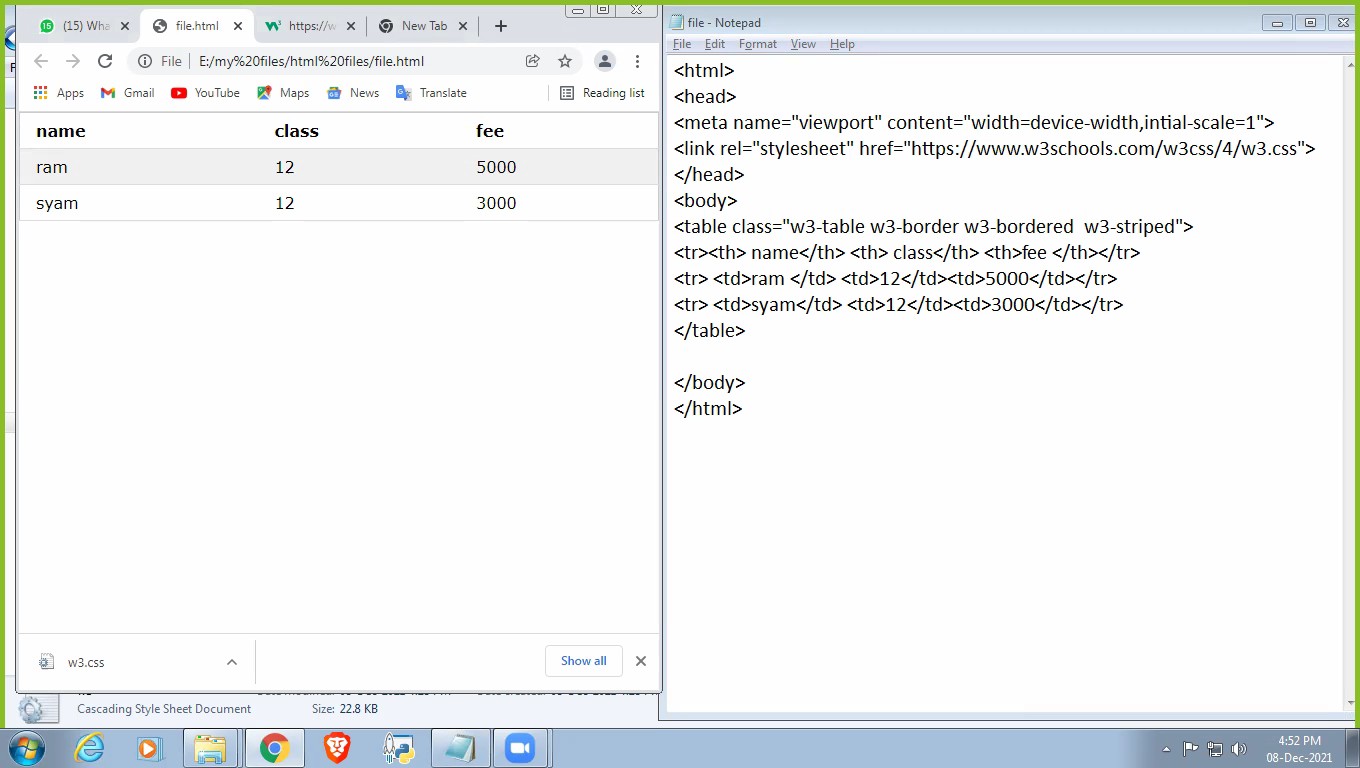 (15) Wha
file.html
https://w
New Tab
File
E:/my%20files/html%20files/file.html
Apps
Gmail
YouTube
Maps
News
Translate
Reading list
name class fee
ram 12 5000
syam 12 3000
w3.css
Show all
Cascading Style Sheet Document
Size: 22.8 KB
file - Notepad
File Edit Format View Help
<html>
<head>
<meta name="viewport" content="width=device-width,intial-scale=1">
<link rel="stylesheet" href="https://www.w3schools.com/w3css/4/w3.css">
</head>
<body>
<table class="w3-table w3-border w3-bordered  w3-striped">
<tr><th> name</th> <th> class</th> <th>fee </th></tr>
<tr> <td>ram </td> <td>12</td><td>5000</td></tr>
<tr> <td>syam</td> <td>12</td><td>3000</td></tr>
</table>
</body>
</html>
4:52 PM
08-Dec-2021